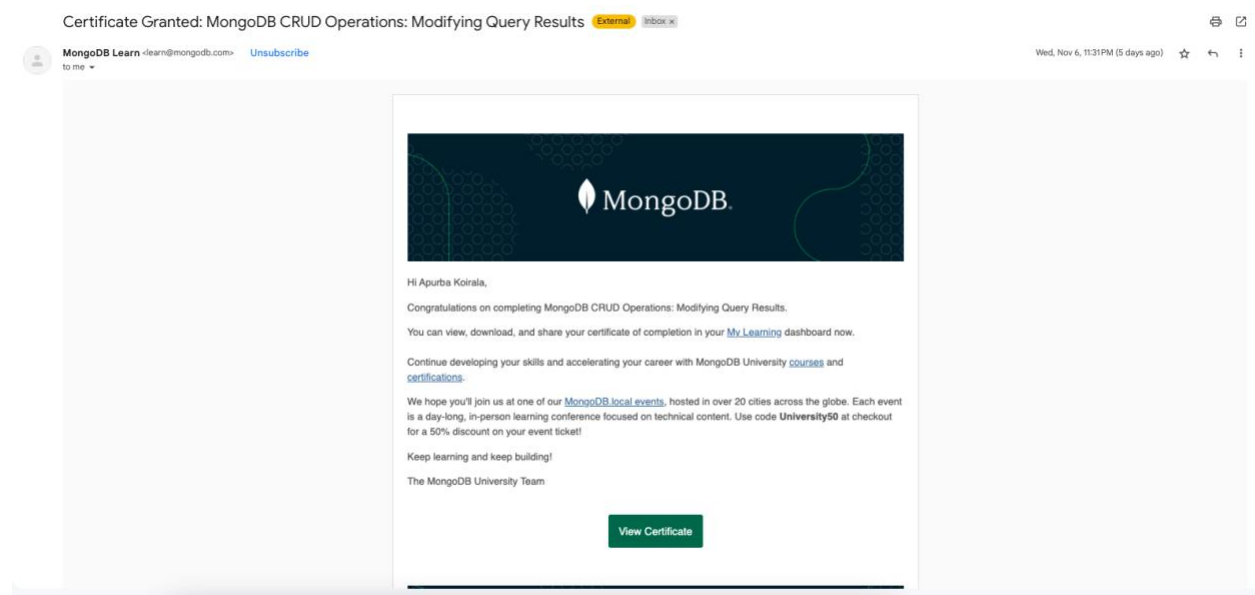 Certificate Granted: MongoDB CRUD Operations: Modifying Query Results External Inbox x
MongoDB Learn <learn@mongodb.com> Unsubscribe Wed, Nov 6, 11:31 PM (5 days ago)
to me
MongoDB.
Hi Apurba Koirala,
Congratulations on completing MongoDB CRUD Operations: Modifying Query Results.
You can view, download, and share your certificate of completion in your My Learning dashboard now.
Continue developing your skills and accelerating your career with MongoDB University courses and
certifications.
We hope you'll join us at one of our MongoDB.local events, hosted in over 20 cities across the globe. Each event
is a day-long, in-person learning conference focused on technical content. Use code University50 at checkout
for a 50% discount on your event ticket!
Keep learning and keep building!
The MongoDB University Team
View Certificate